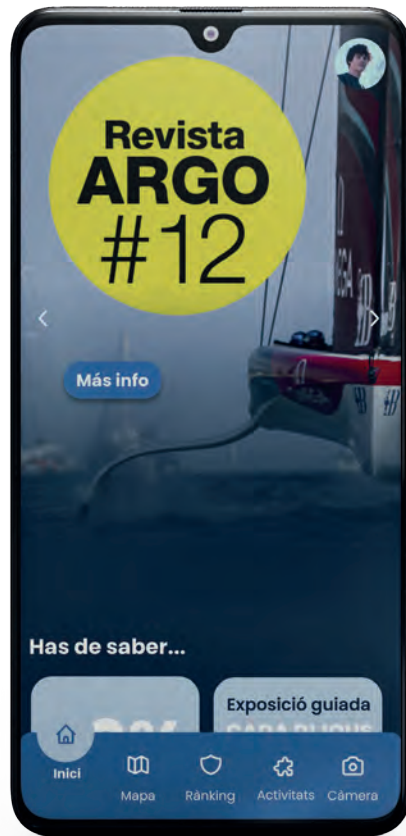 Revista
ARGO
#12
Más info
Has de saber...
Exposició guiada
Inici
Mapa
Rànking
Activitats
Càmera